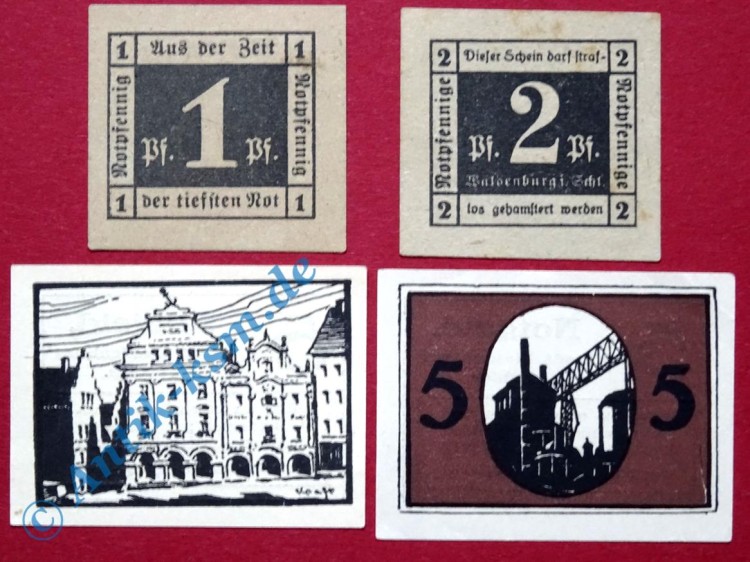 1 Aus der Zeit 1
Notpfennig
Pf. 1 Pf.
Notpfennig
1 der tiefsten Not 1
2 Dieser Schein darf straf- 2
Notpfennige
Pf. 2 Pf.
Waldenburg i. Schl.
Notpfennige
2 los gehamstert werden 2
5 5
© Antik-ksm.de